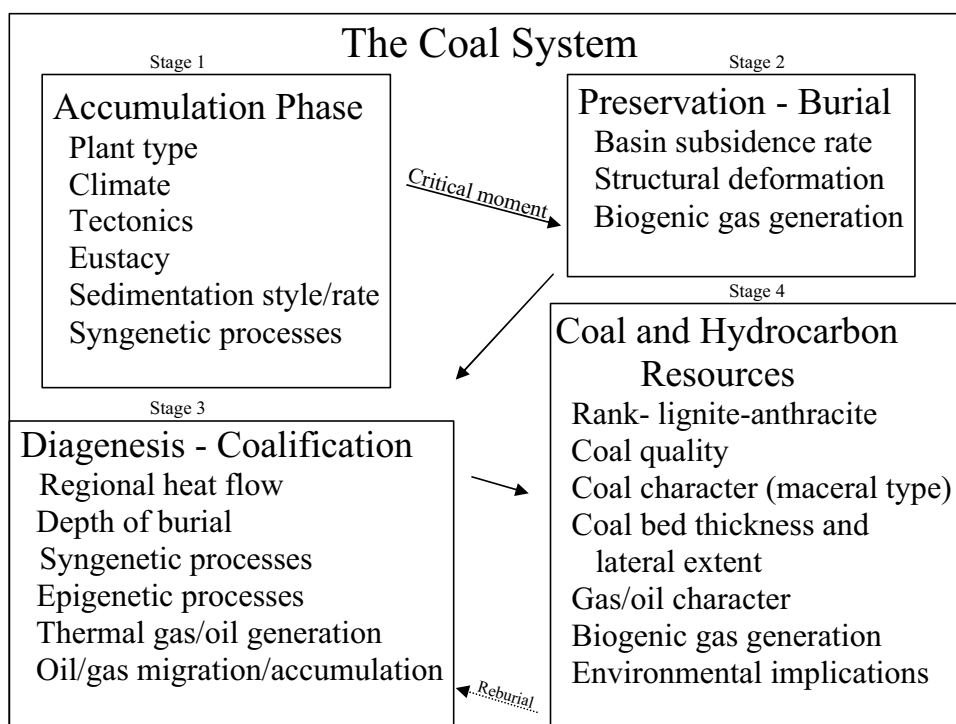 The Coal System
Stage 1
Accumulation Phase
Plant type
Climate
Tectonics
Eustacy
Sedimentation style/rate
Syngenetic processes
Critical moment
Stage 2
Preservation - Burial
Basin subsidence rate
Structural deformation
Biogenic gas generation
Stage 3
Diagenesis - Coalification
Regional heat flow
Depth of burial
Syngenetic processes
Epigenetic processes
Thermal gas/oil generation
Oil/gas migration/accumulation
Stage 4
Coal and Hydrocarbon
Resources
Rank- lignite-anthracite
Coal quality
Coal character (maceral type)
Coal bed thickness and
lateral extent
Gas/oil character
Biogenic gas generation
Environmental implications
Reburial